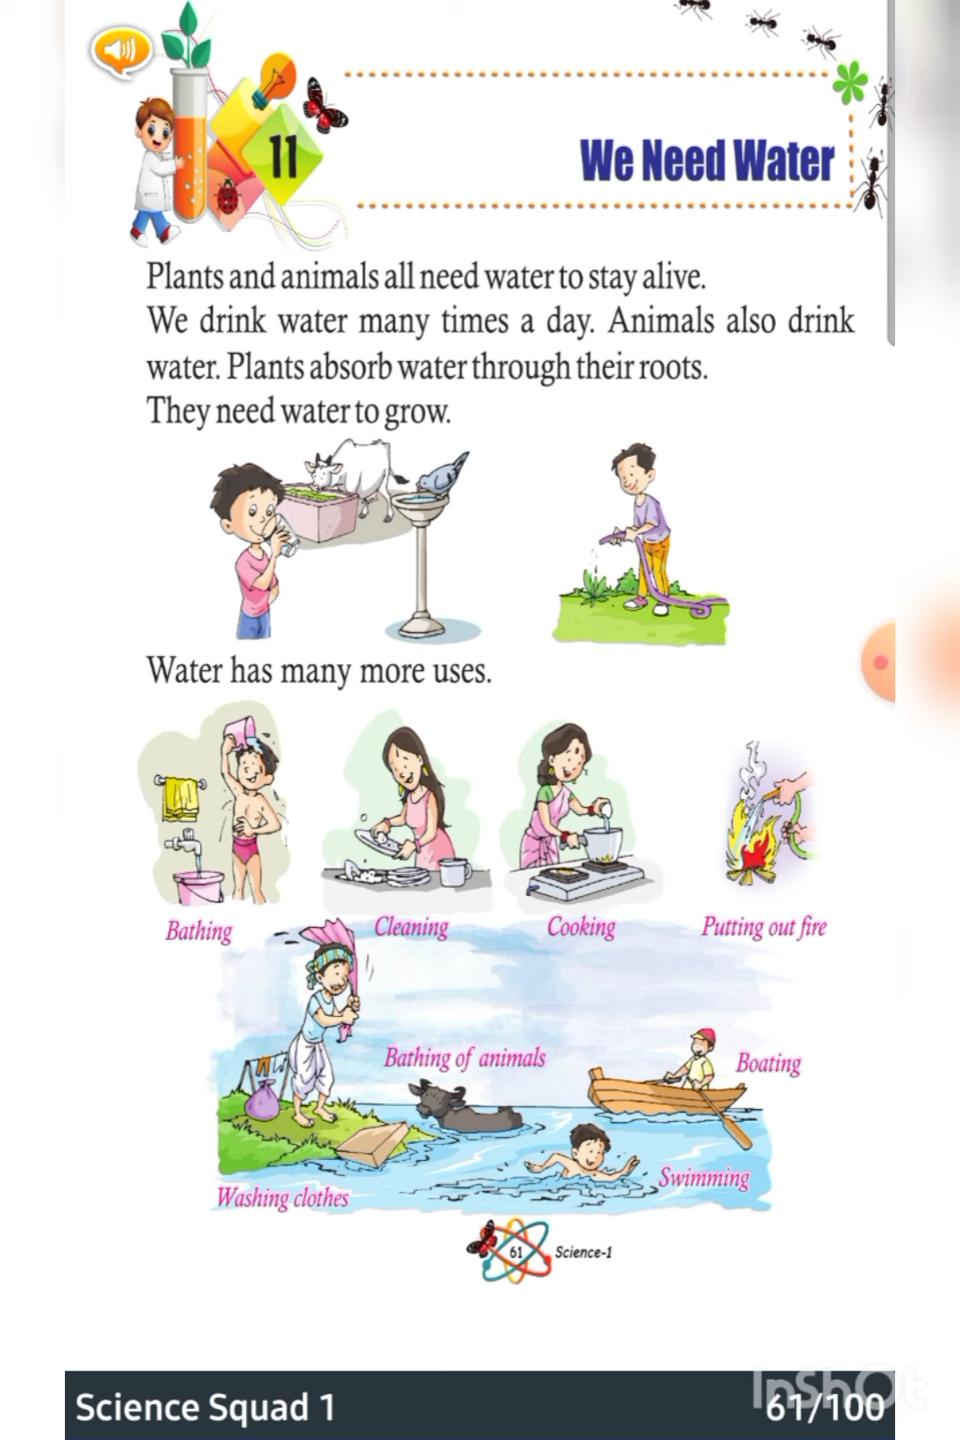 11
We Need Water
Plants and animals all need water to stay alive.
We drink water many times a day. Animals also drink
water. Plants absorb water through their roots.
They need water to grow.
Water has many more uses.
Bathing
Cleaning
Cooking
Putting out fire
Bathing of animals
Boating
Swimming
Washing clothes
61
Science-1
Science Squad 1
61/100
InShOt